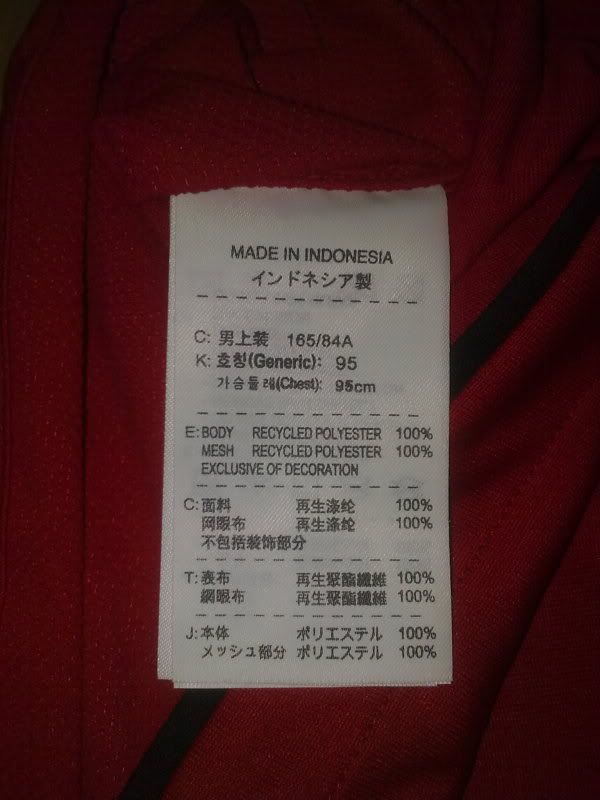 MADE IN INDONESIA
インドネシア製
C: 男上装 165/84A
K: 호칭(Generic): 95
가슴둘레(Chest): 95cm
E: BODY RECYCLED POLYESTER 100%
MESH RECYCLED POLYESTER 100%
EXCLUSIVE OF DECORATION
C: 面料 再生涤纶 100%
网眼布 再生涤纶 100%
不包括装饰部分
T: 表布 再生聚酯纖維 100%
網眼布 再生聚酯纖維 100%
J: 本体 ポリエステル 100%
メッシュ部分 ポリエステル 100%